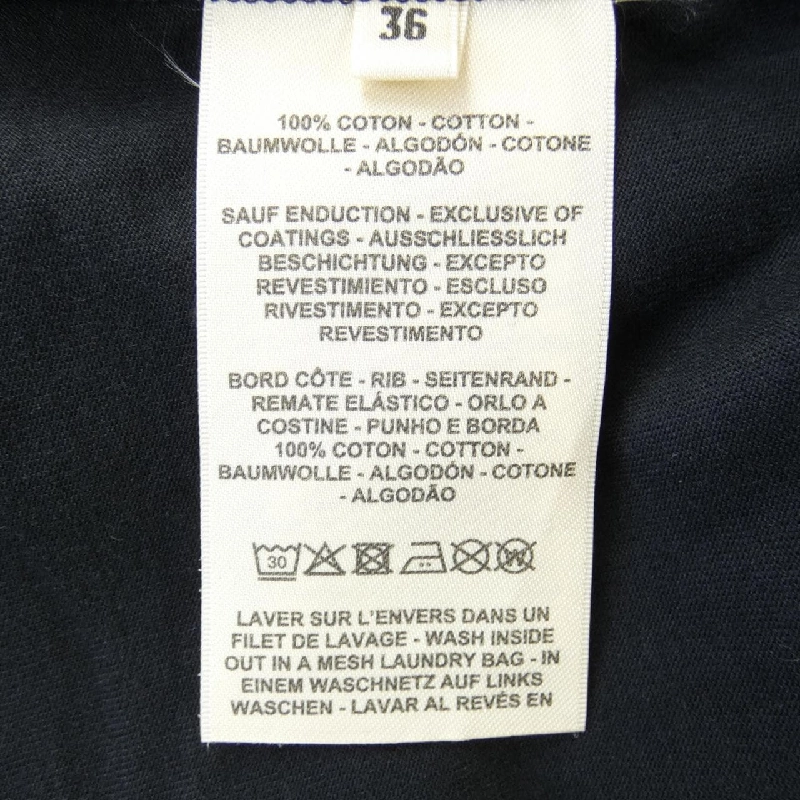 36
100% COTON - COTTON -
BAUMWOLLE - ALGODÓN - COTONE
- ALGODÃO
SAUF ENDUCTION - EXCLUSIVE OF
COATINGS - AUSSCHLIESSLICH
BESCHICHTUNG - EXCEPTO
REVESTIMIENTO - ESCLUSO
RIVESTIMENTO - EXCEPTO
REVESTIMENTO
BORD CÔTE - RIB - SEITENRAND -
REMATE ELÁSTICO - ORLO A
COSTINE - PUNHO E BORDA
100% COTON - COTTON -
BAUMWOLLE - ALGODÓN - COTONE
- ALGODÃO
30 W
LAVER SUR L'ENVERS DANS UN
FILET DE LAVAGE - WASH INSIDE
OUT IN A MESH LAUNDRY BAG - IN
EINEM WASCHNETZ AUF LINKS
WASCHEN - LAVAR AL REVÉS EN